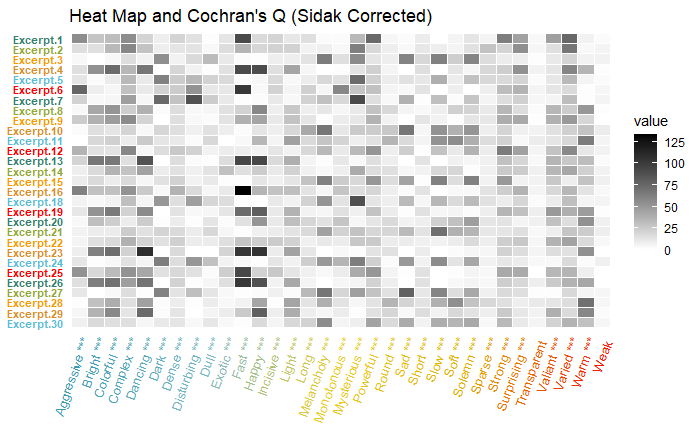 Heat Map and Cochran's Q (Sidak Corrected)
Excerpt.1
Excerpt.2
Excerpt.3
Excerpt.4
Excerpt.5
Excerpt.6
Excerpt.7
Excerpt.8
Excerpt.9
Excerpt.10
Excerpt.11
Excerpt.12
Excerpt.13
Excerpt.14
Excerpt.15
Excerpt.16
Excerpt.18
Excerpt.19
Excerpt.20
Excerpt.21
Excerpt.22
Excerpt.23
Excerpt.24
Excerpt.25
Excerpt.26
Excerpt.27
Excerpt.28
Excerpt.29
Excerpt.30
value
125
100
75
50
25
0
Aggressive ***
Bright ***
Colorful ***
Complex ***
Dancing ***
Dark ***
Dense ***
Disturbing ***
Dull ***
Exotic ***
Fast ***
Happy ***
Incisive ***
Light ***
Long ***
Melancholy ***
Monotonous ***
Mysterious ***
Powerful ***
Round ***
Sad ***
Short ***
Slow ***
Soft ***
Solemn ***
Sparse ***
Strong ***
Surprising ***
Transparent
Valiant ***
Varied ***
Warm ***
Weak